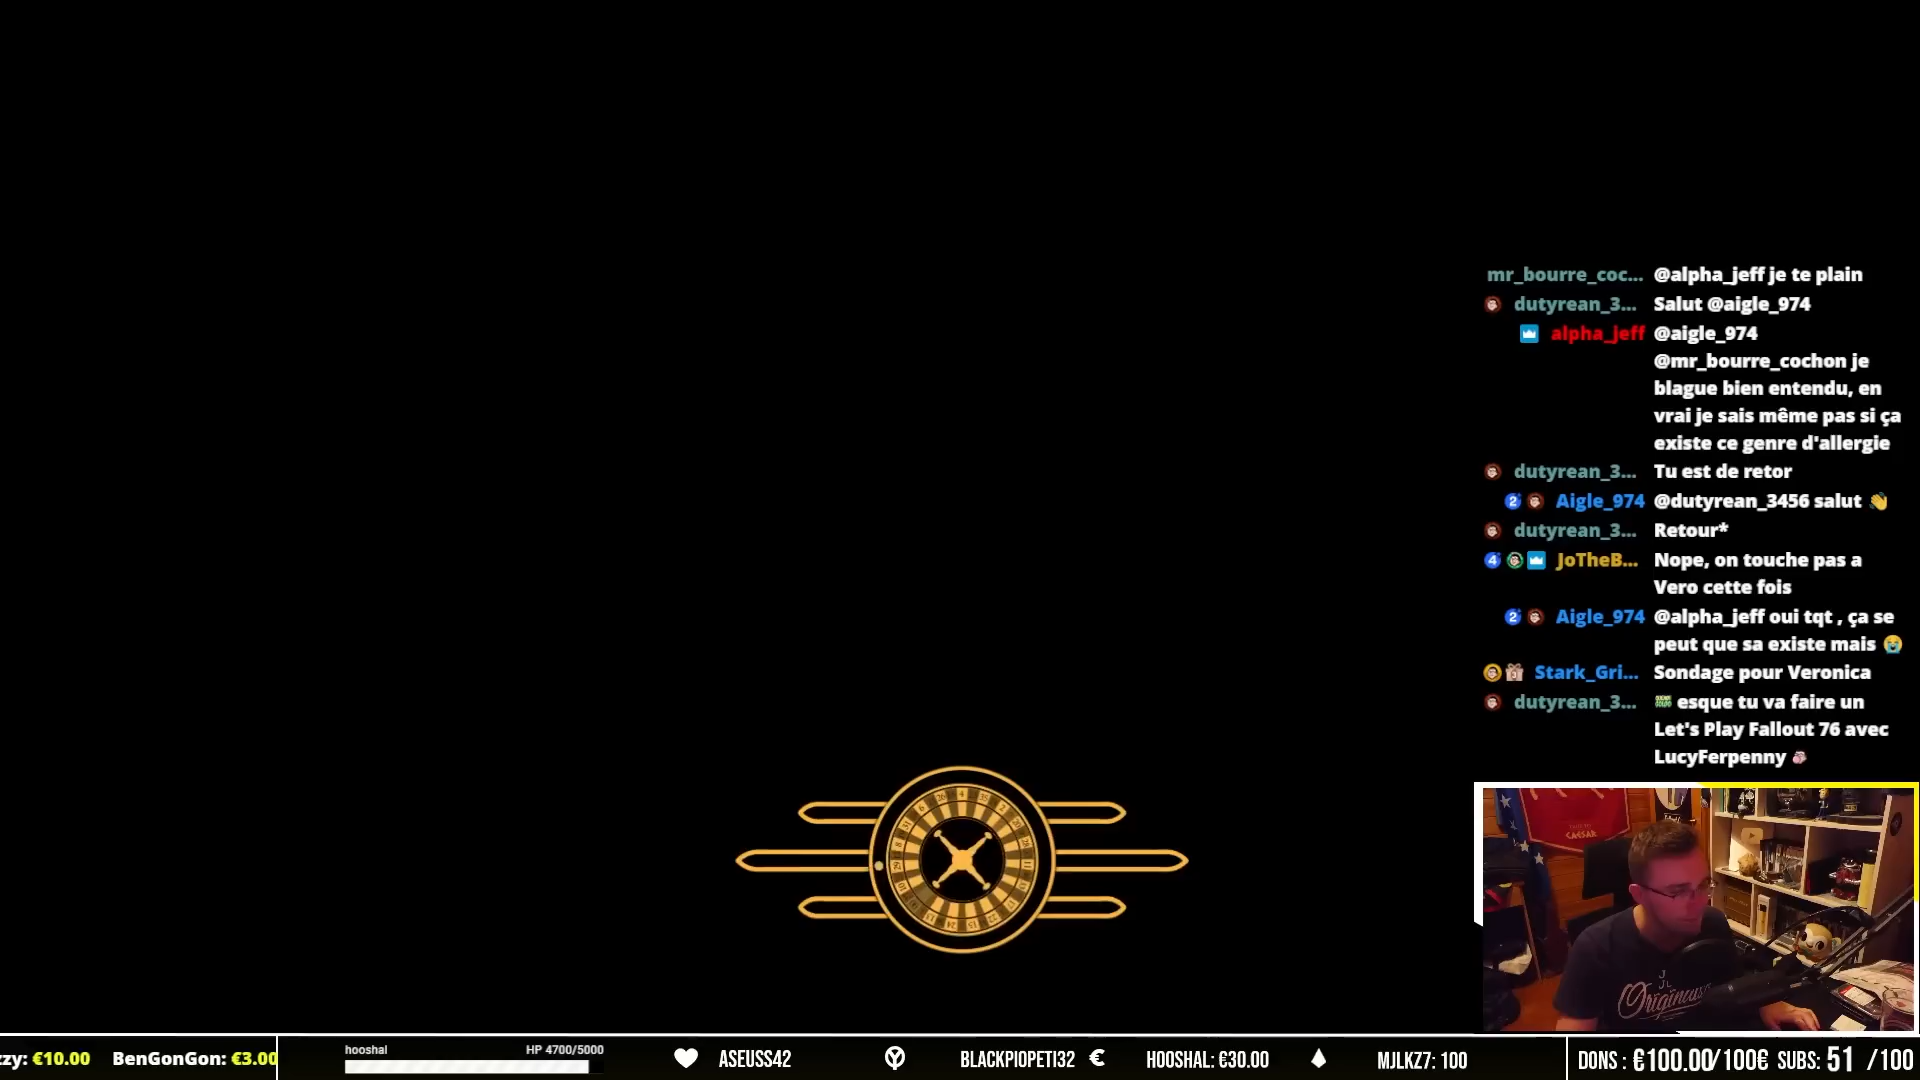 mr_bourre_coc... @alpha_jeff je te plain
dutyrean_3... Salut @aigle_974
alpha_jeff @aigle_974
@mr_bourre_cochon je
blague bien entendu, en
vrai je sais même pas si ça
existe ce genre d'allergie
dutyrean_3... Tu est de retor
2 Aigle_974 @dutyrean_3456 salut 👋
dutyrean_3... Retour*
4 JoTheB... Nope, on touche pas a
Vero cette fois
2 Aigle_974 @alpha_jeff oui tqt , ça se
peut que sa existe mais 😭
Stark_Gri... Sondage pour Veronica
dutyrean_3... esque tu va faire un
Let's Play Fallout 76 avec
LucyFerpenny
CAESAR
Origineus
zzy: €10.00 BenGonGon: €3.00
hooshal HP 4700/5000
ASEUSS42
BLACKPIOPETI32
€ HOOSHAL: €30.00
MJLKZ7: 100
DONS : €100.00/100€ SUBS: 51 /100